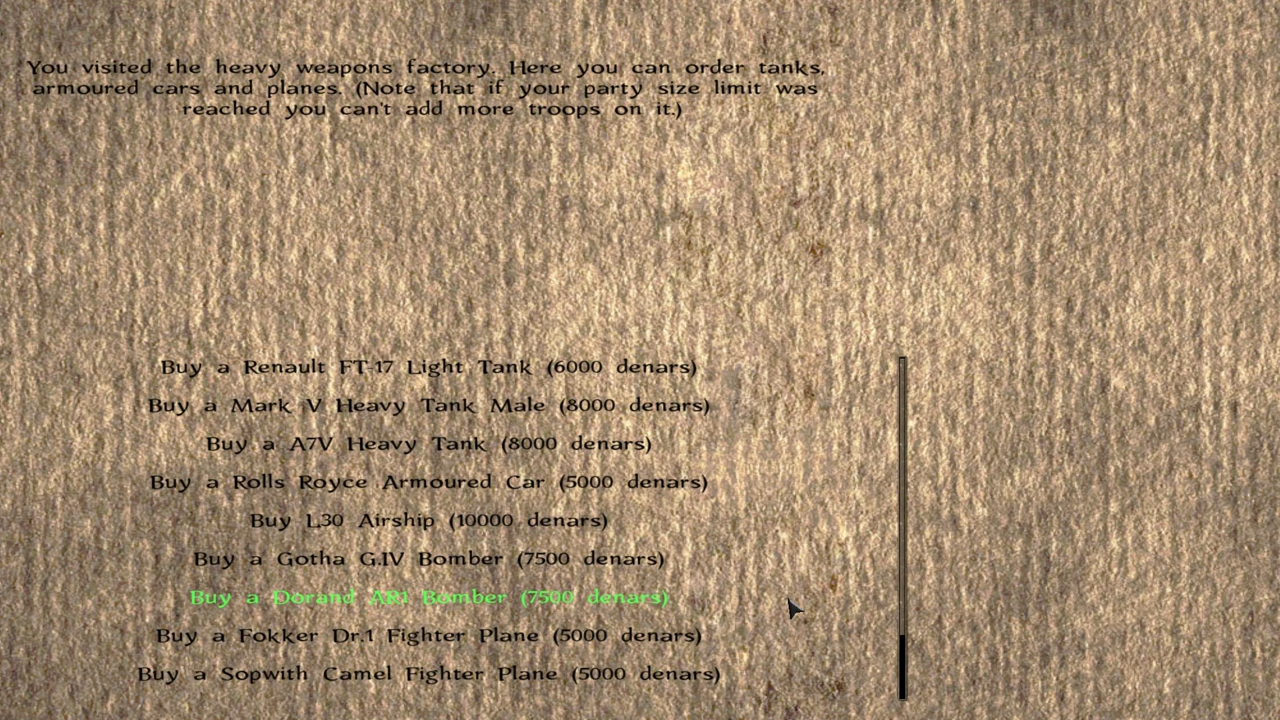 You visited the heavy weapons factory. Here you can order tanks,
armoured cars and planes. (Note that if your party size limit was
reached you can't add more troops on it.)
Buy a Renault FT-17 Light Tank (6000 denars)
Buy a Mark V Heavy Tank Male (8000 denars)
Buy a A7V Heavy Tank (8000 denars)
Buy a Rolls Royce Armoured Car (5000 denars)
Buy L30 Airship (10000 denars)
Buy a Gotha G.IV Bomber (7500 denars)
Buy a Dorand AR1 Bomber (7500 denars)
Buy a Fokker Dr.1 Fighter Plane (5000 denars)
Buy a Sopwith Camel Fighter Plane (5000 denars)